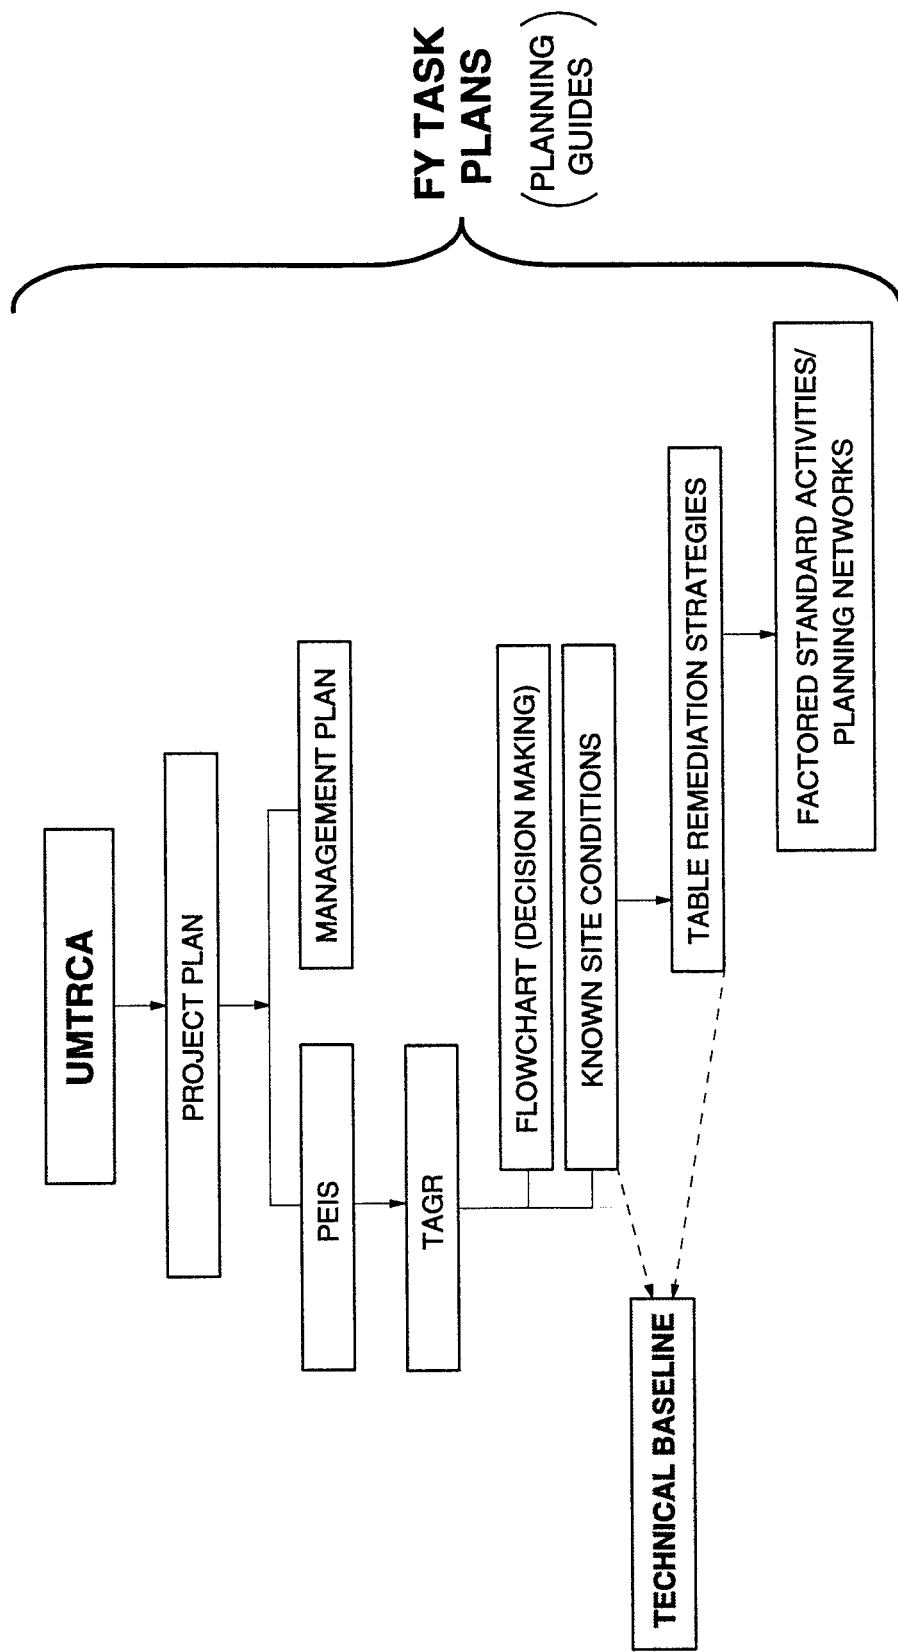 UMTRCA
PROJECT PLAN
PEIS
MANAGEMENT PLAN
TAGR
FLOWCHART (DECISION MAKING)
KNOWN SITE CONDITIONS
TECHNICAL BASELINE
TABLE REMEDIATION STRATEGIES
FACTORED STANDARD ACTIVITIES/
PLANNING NETWORKS
FY TASK
PLANS
(PLANNING
GUIDES)